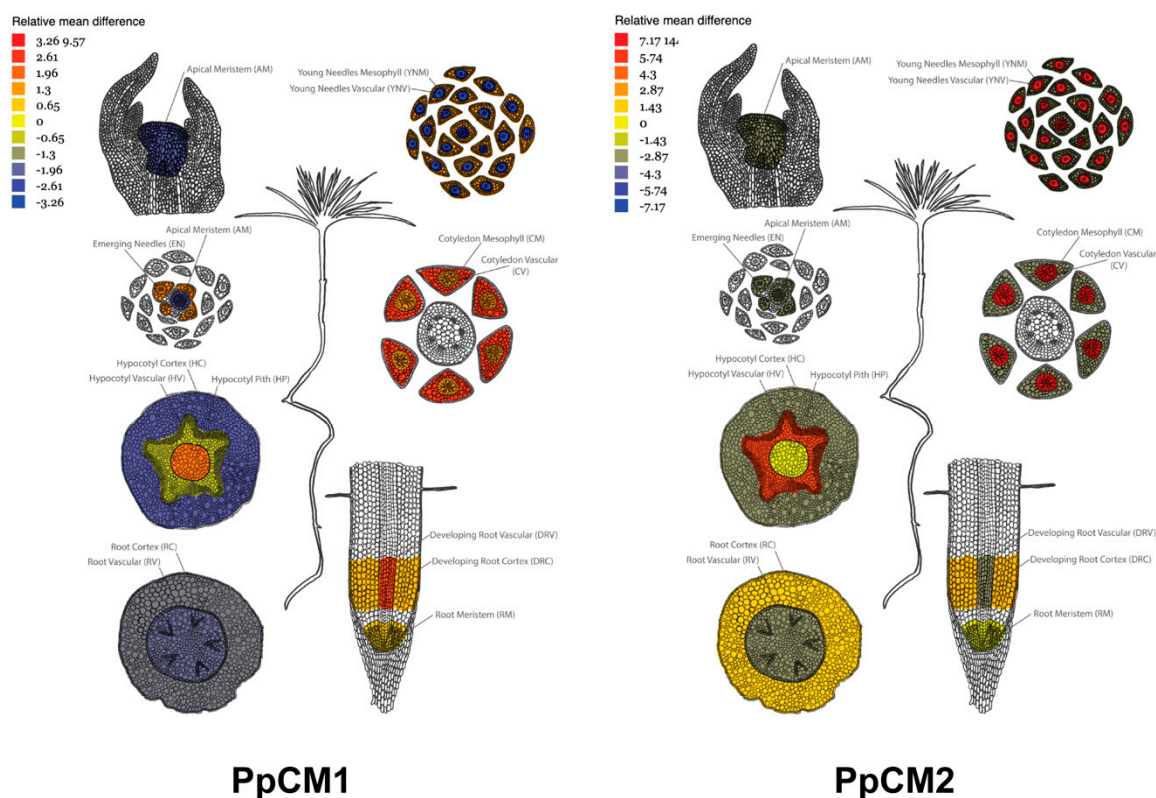 Relative mean difference
3.26 9.57
2.61
1.96
1.3
0.65
0
-0.65
-1.3
-1.96
-2.61
-3.26
Apical Meristem (AM)
Young Needles Mesophyll (YNM)
Young Needles Vascular (YNV)
Apical Meristem (AM)
Emerging Needles (EN)
Cotyledon Mesophyll (CM)
Cotyledon Vascular
(CV)
Hypocotyl Cortex (HC)
Hypocotyl Vascular (HV)
Hypocotyl Pith (HP)
Root Cortex (RC)
Root Vascular (RV)
Developing Root Vascular (DRV)
Developing Root Cortex (DRC)
Root Meristem (RM)
PpCM1
Relative mean difference
7.17
5.74
4.3
2.87
1.43
0
-1.43
-2.87
-4.3
-5.74
-7.17
Apical Meristem (AM)
Young Needles Mesophyll (YNM)
Young Needles Vascular (YNV)
Apical Meristem (AM)
Emerging Needles (EN)
Cotyledon Mesophyll (CM)
Cotyledon Vascular
(CV)
Hypocotyl Cortex (HC)
Hypocotyl Vascular (HV)
Hypocotyl Pith (HP)
Root Cortex (RC)
Root Vascular (RV)
Developing Root Vascular (DRV)
Developing Root Cortex (DRC)
Root Meristem (RM)
PpCM2